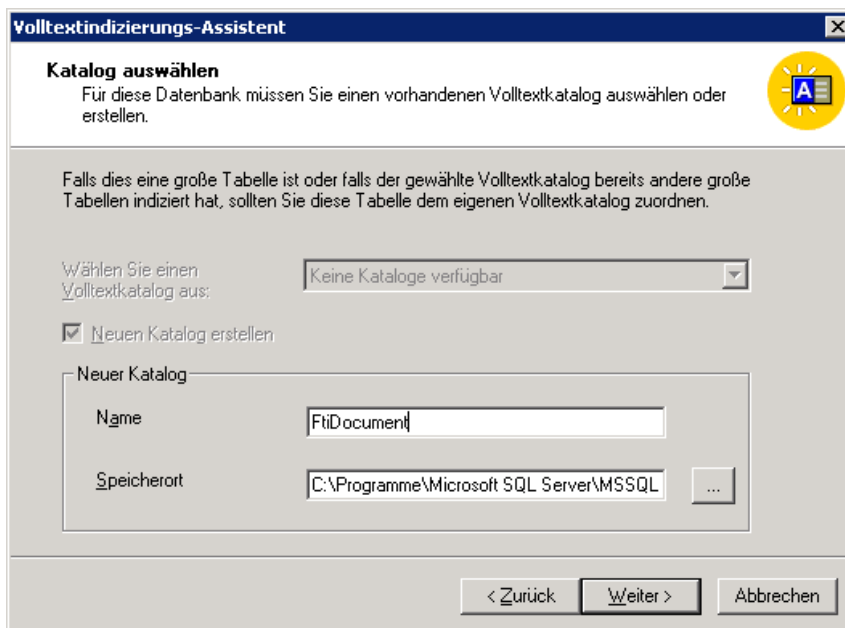 Volltextindizierungs-Assistent
Katalog auswählen
Für diese Datenbank müssen Sie einen vorhandenen Volltextkatalog auswählen oder
erstellen.
A
Falls dies eine große Tabelle ist oder falls der gewählte Volltextkatalog bereits andere große
Tabellen indiziert hat, sollten Sie diese Tabelle dem eigenen Volltextkatalog zuordnen.
Wählen Sie einen
Volltextkatalog aus:
Keine Kataloge verfügbar
Neuen Katalog erstellen
Neuer Katalog
Name
FtiDocument
Speicherort
C:\Programme\Microsoft SQL Server\MSSQL
...
< Zurück
Weiter >
Abbrechen